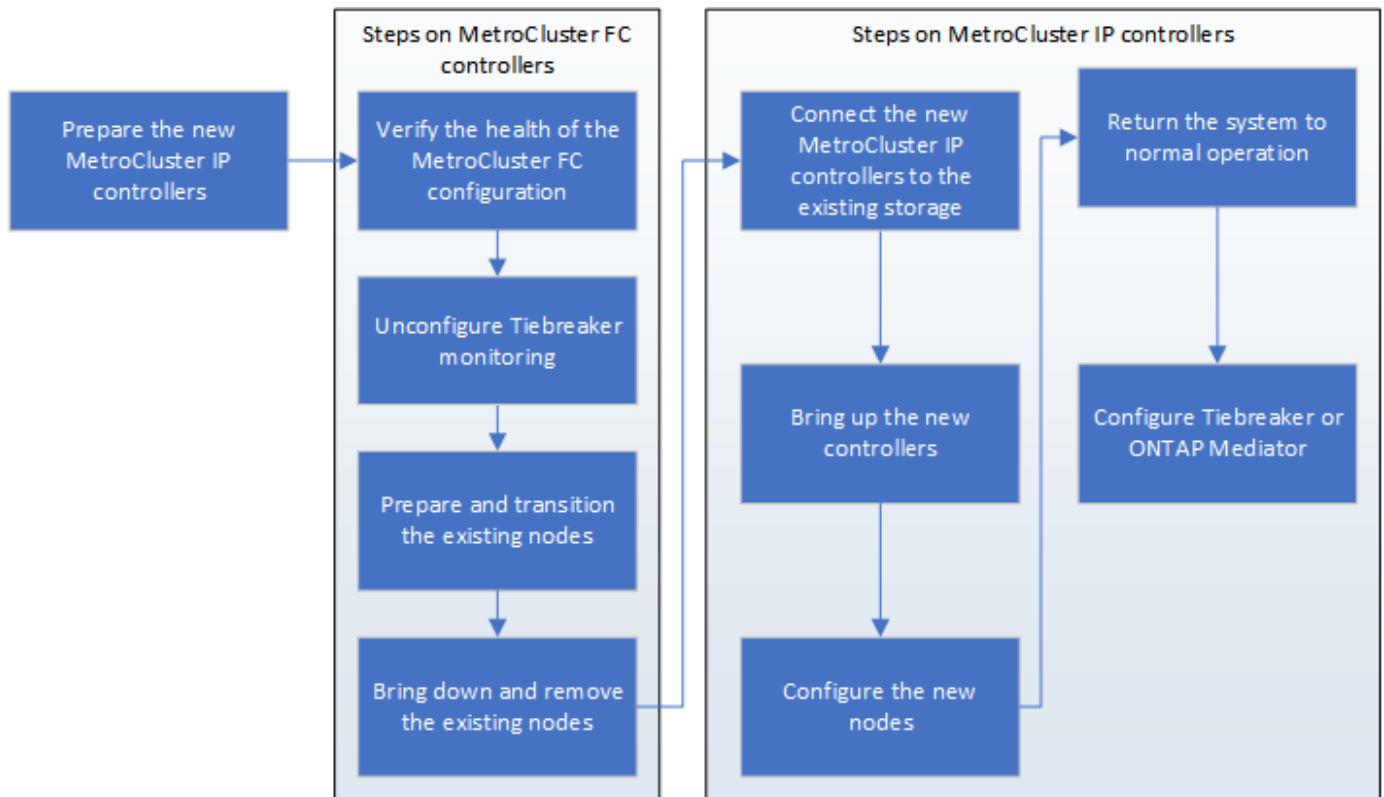 Prepare the new
MetroCluster IP
controllers
Steps on MetroCluster FC
controllers
Verify the health of the
MetroCluster FC
configuration
Unconfigure Tiebreaker
monitoring
Prepare and transition
the existing nodes
Bring down and remove
the existing nodes
Steps on MetroCluster IP controllers
Connect the new
MetroCluster IP
controllers to the
existing storage
Bring up the new
controllers
Configure the new
nodes
Return the system to
normal operation
Configure Tiebreaker or
ONTAP Mediator